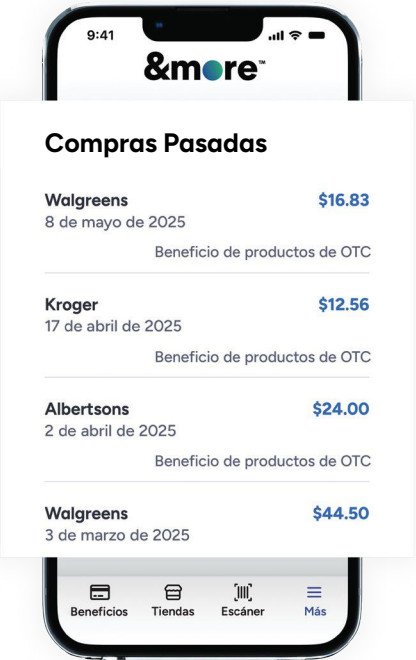 9:41
&more™
Compras Pasadas
Walgreens $16.83
8 de mayo de 2025
Beneficio de productos de OTC
Kroger $12.56
17 de abril de 2025
Beneficio de productos de OTC
Albertsons $24.00
2 de abril de 2025
Beneficio de productos de OTC
Walgreens $44.50
3 de marzo de 2025
Beneficios Tiendas Escáner Más